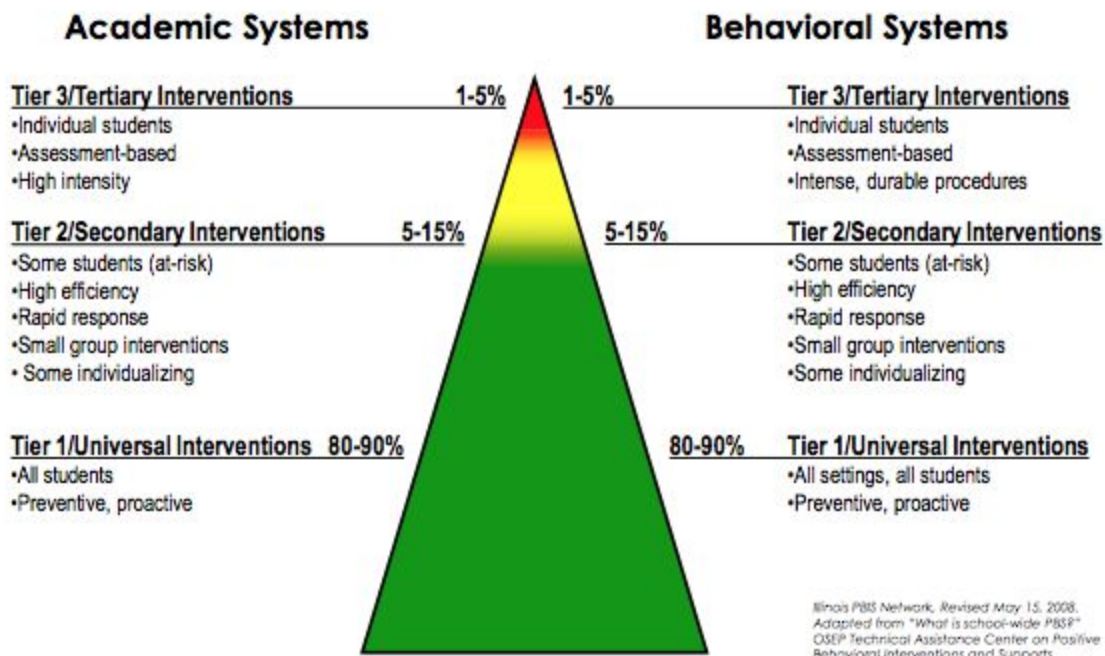 Academic Systems
Behavioral Systems
Tier 3/Tertiary Interventions 1-5%
•Individual students
•Assessment-based
•High intensity
1-5% Tier 3/Tertiary Interventions
•Individual students
•Assessment-based
•Intense, durable procedures
Tier 2/Secondary Interventions 5-15%
•Some students (at-risk)
•High efficiency
•Rapid response
•Small group interventions
• Some individualizing
5-15% Tier 2/Secondary Interventions
•Some students (at-risk)
•High efficiency
•Rapid response
•Small group interventions
•Some individualizing
Tier 1/Universal Interventions 80-90%
•All students
•Preventive, proactive
80-90% Tier 1/Universal Interventions
•All settings, all students
•Preventive, proactive
Illinois PBIS Network, Revised May 15, 2008.
Adapted from "What is school-wide PBS?"
OSEP Technical Assistance Center on Positive
Behavioral Interventions and Supports